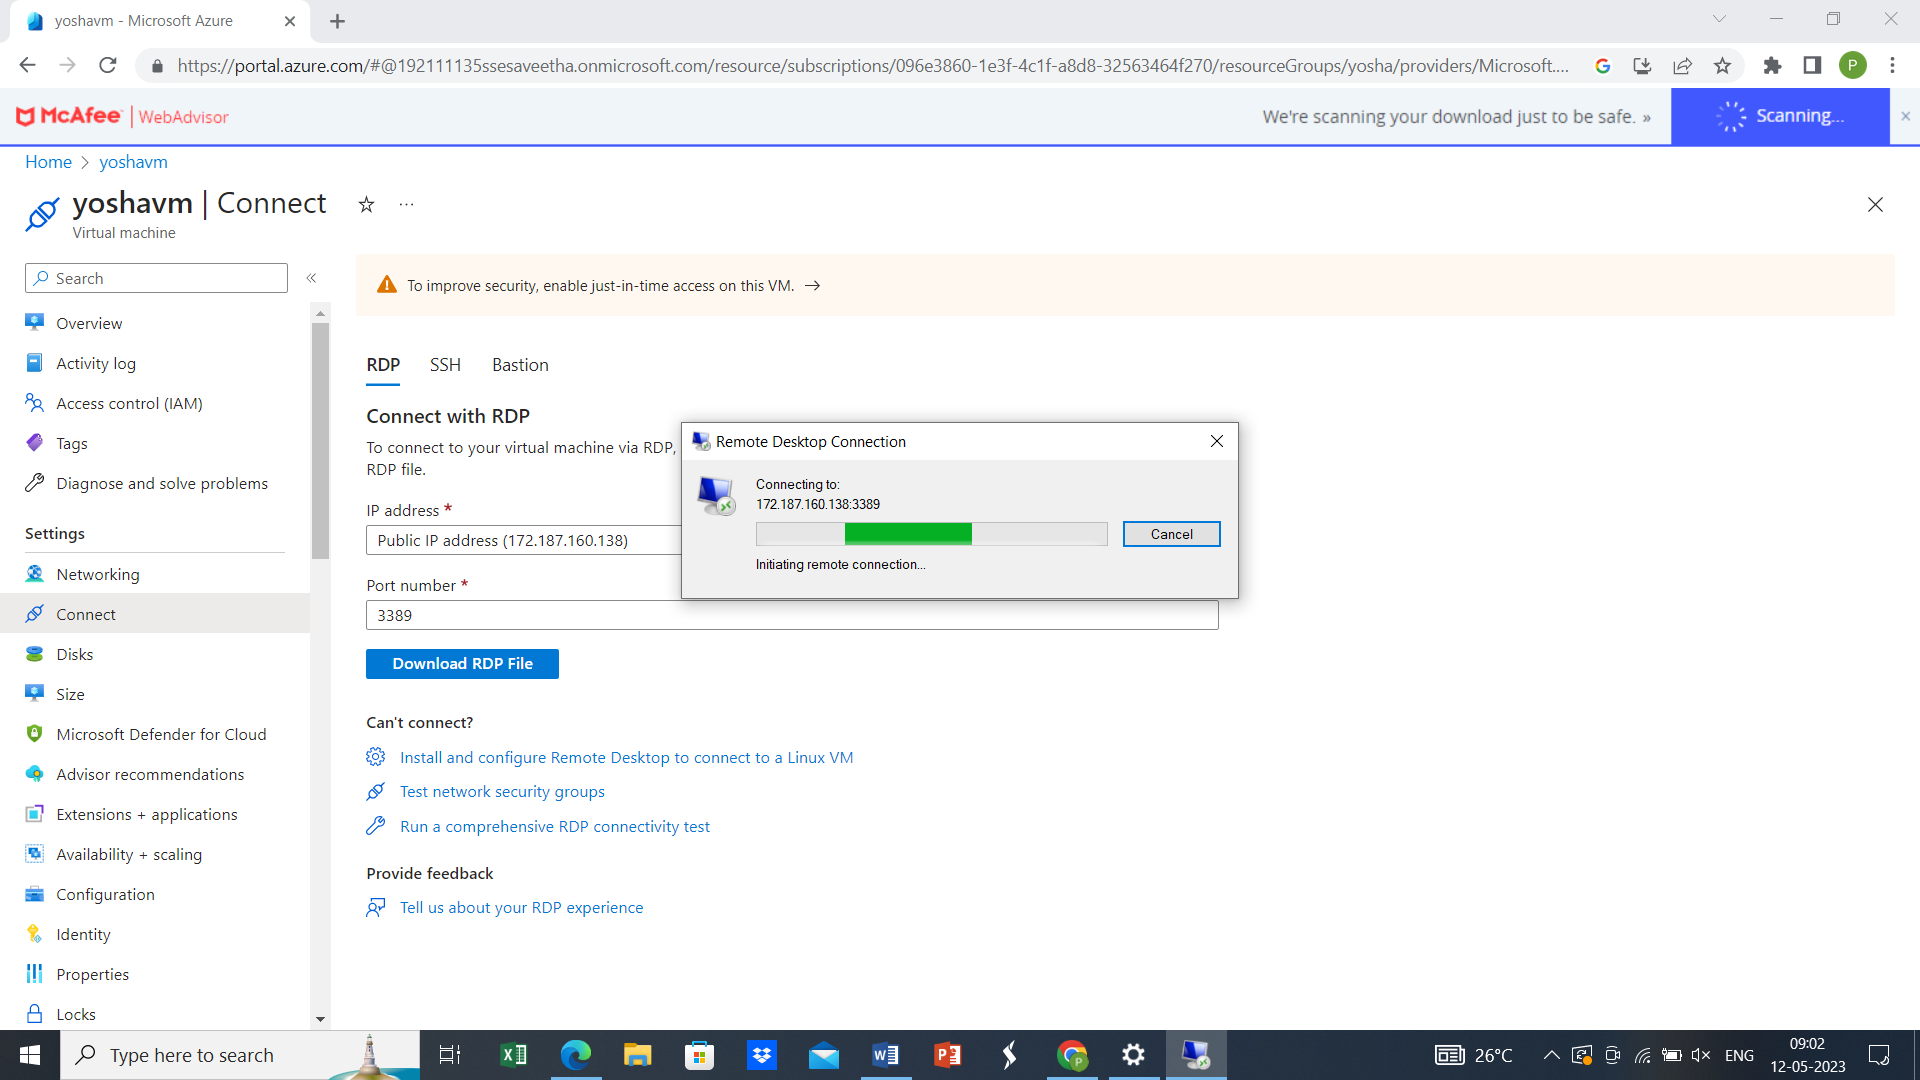 yoshavm - Microsoft Azure
https://portal.azure.com/#@192111135ssesaveetha.onmicrosoft.com/resource/subscriptions/096e3860-1e3f-4c1f-a8d8-32563464f270/resourceGroups/yosha/providers/Microsoft....
P
McAfee | WebAdvisor
We're scanning your download just to be safe. »
Scanning...
Home > yoshavm
yoshavm | Connect
Virtual machine
Search
Overview
Activity log
Access control (IAM)
Tags
Diagnose and solve problems
Settings
Networking
Connect
Disks
Size
Microsoft Defender for Cloud
Advisor recommendations
Extensions + applications
Availability + scaling
Configuration
Identity
Properties
Locks
To improve security, enable just-in-time access on this VM. →
RDP SSH Bastion
Connect with RDP
To connect to your virtual machine via RDP,
RDP file.
IP address *
Public IP address (172.187.160.138)
Port number *
3389
Download RDP File
Can't connect?
Install and configure Remote Desktop to connect to a Linux VM
Test network security groups
Run a comprehensive RDP connectivity test
Provide feedback
Tell us about your RDP experience
Remote Desktop Connection
Connecting to:
172.187.160.138:3389
Cancel
Initiating remote connection...
Type here to search
26°C
ENG
09:02
12-05-2023